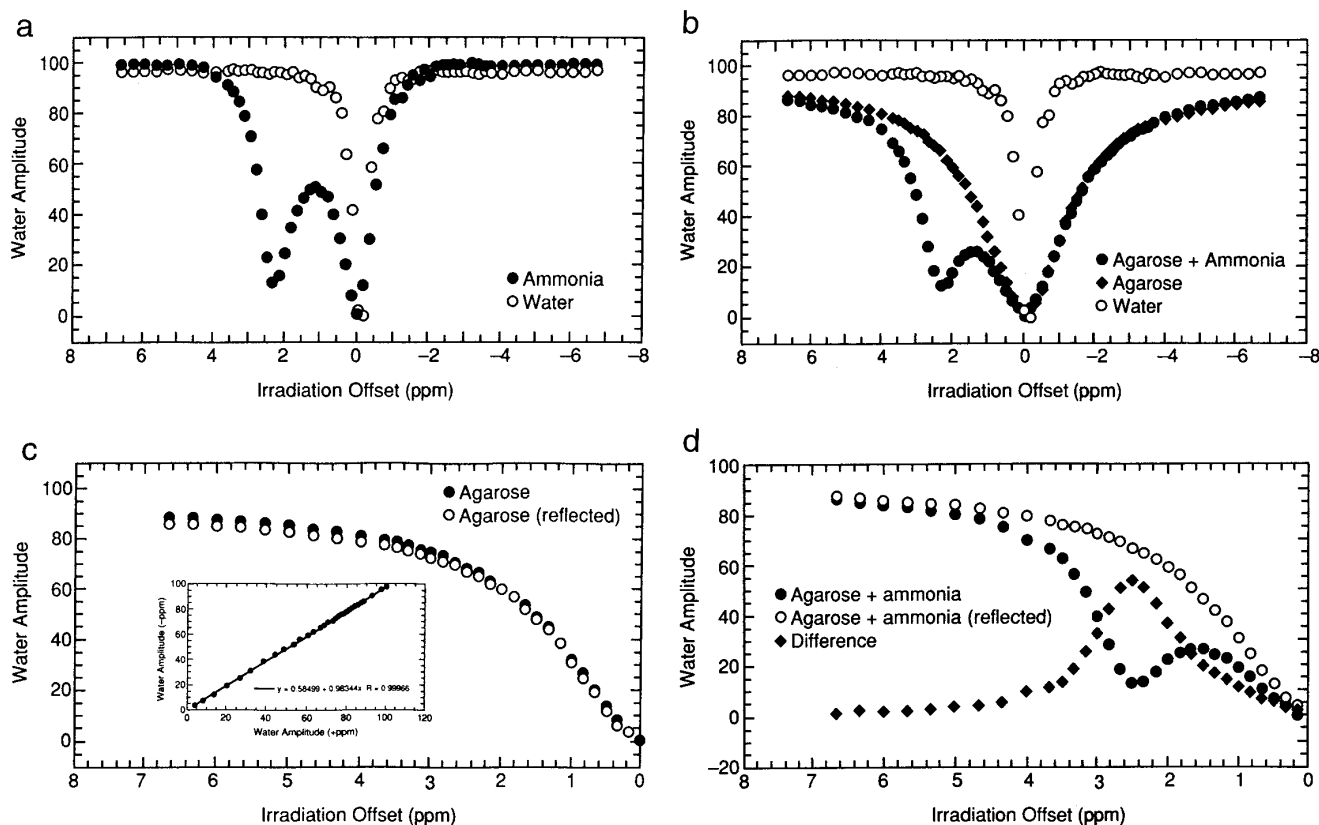 a
100
80
60
40
20
0
Water Amplitude
Ammonia
Water
8 6 4 2 0 −2 −4 −6 −8
Irradiation Offset (ppm)
b
100
80
60
40
20
0
Water Amplitude
Agarose + Ammonia
Agarose
Water
8 6 4 2 0 −2 −4 −6 −8
Irradiation Offset (ppm)
c
100
80
60
40
20
0
Water Amplitude
Agarose
Agarose (reflected)
100
80
60
40
20
0
Water Amplitude (−ppm)
y = 0.58499 + 0.98344x R = 0.99966
0 20 40 60 80 100 120
Water Amplitude (+ppm)
8 7 6 5 4 3 2 1 0
Irradiation Offset (ppm)
d
100
80
60
40
20
0
−20
Water Amplitude
Agarose + ammonia
Agarose + ammonia (reflected)
Difference
8 7 6 5 4 3 2 1 0
Irradiation Offset (ppm)